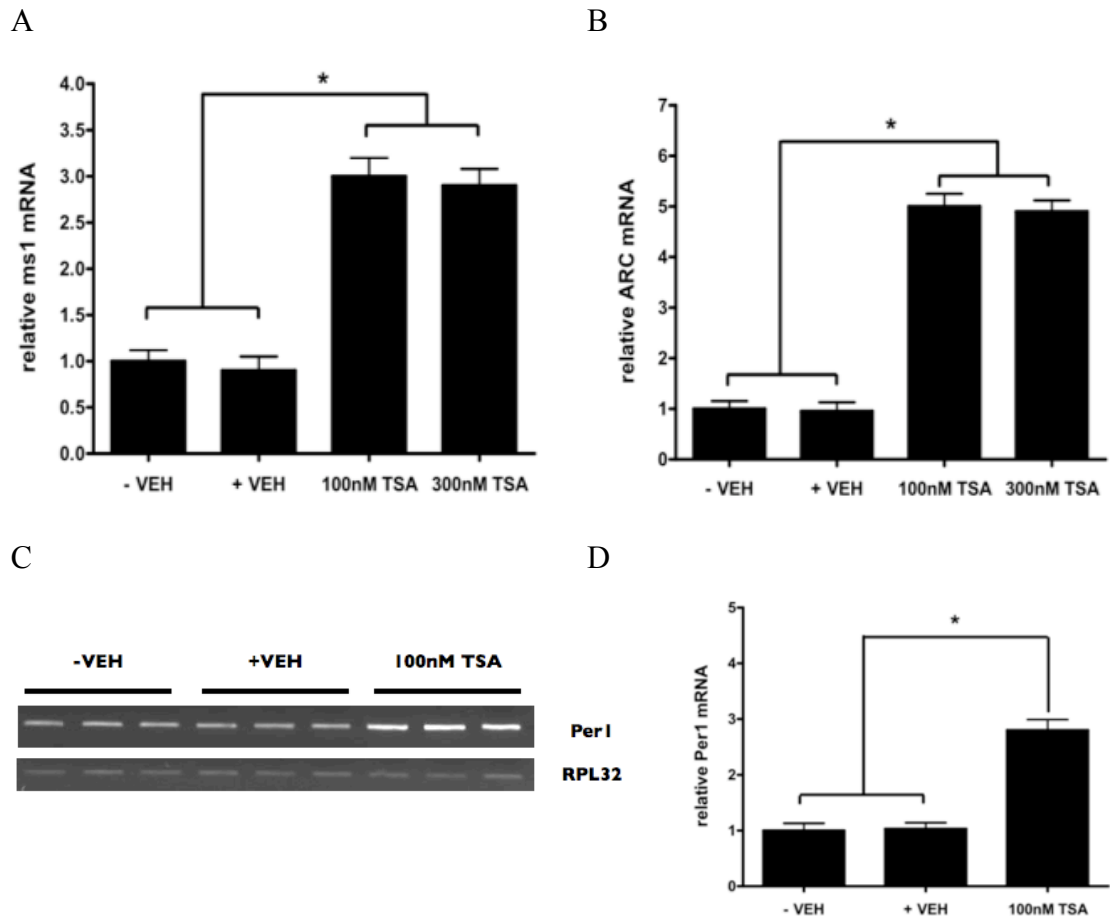 A
relative ms1 mRNA
4.0
3.5
3.0
2.5
2.0
1.5
1.0
0.5
0.0
*
- VEH + VEH 100nM TSA 300nM TSA
B
relative ARC mRNA
7
6
5
4
3
2
1
0
*
- VEH + VEH 100nM TSA 300nM TSA
C
-VEH +VEH 100nM TSA
Per1
RPL32
D
relative Per1 mRNA
5
4
3
2
1
0
*
- VEH + VEH 100nM TSA